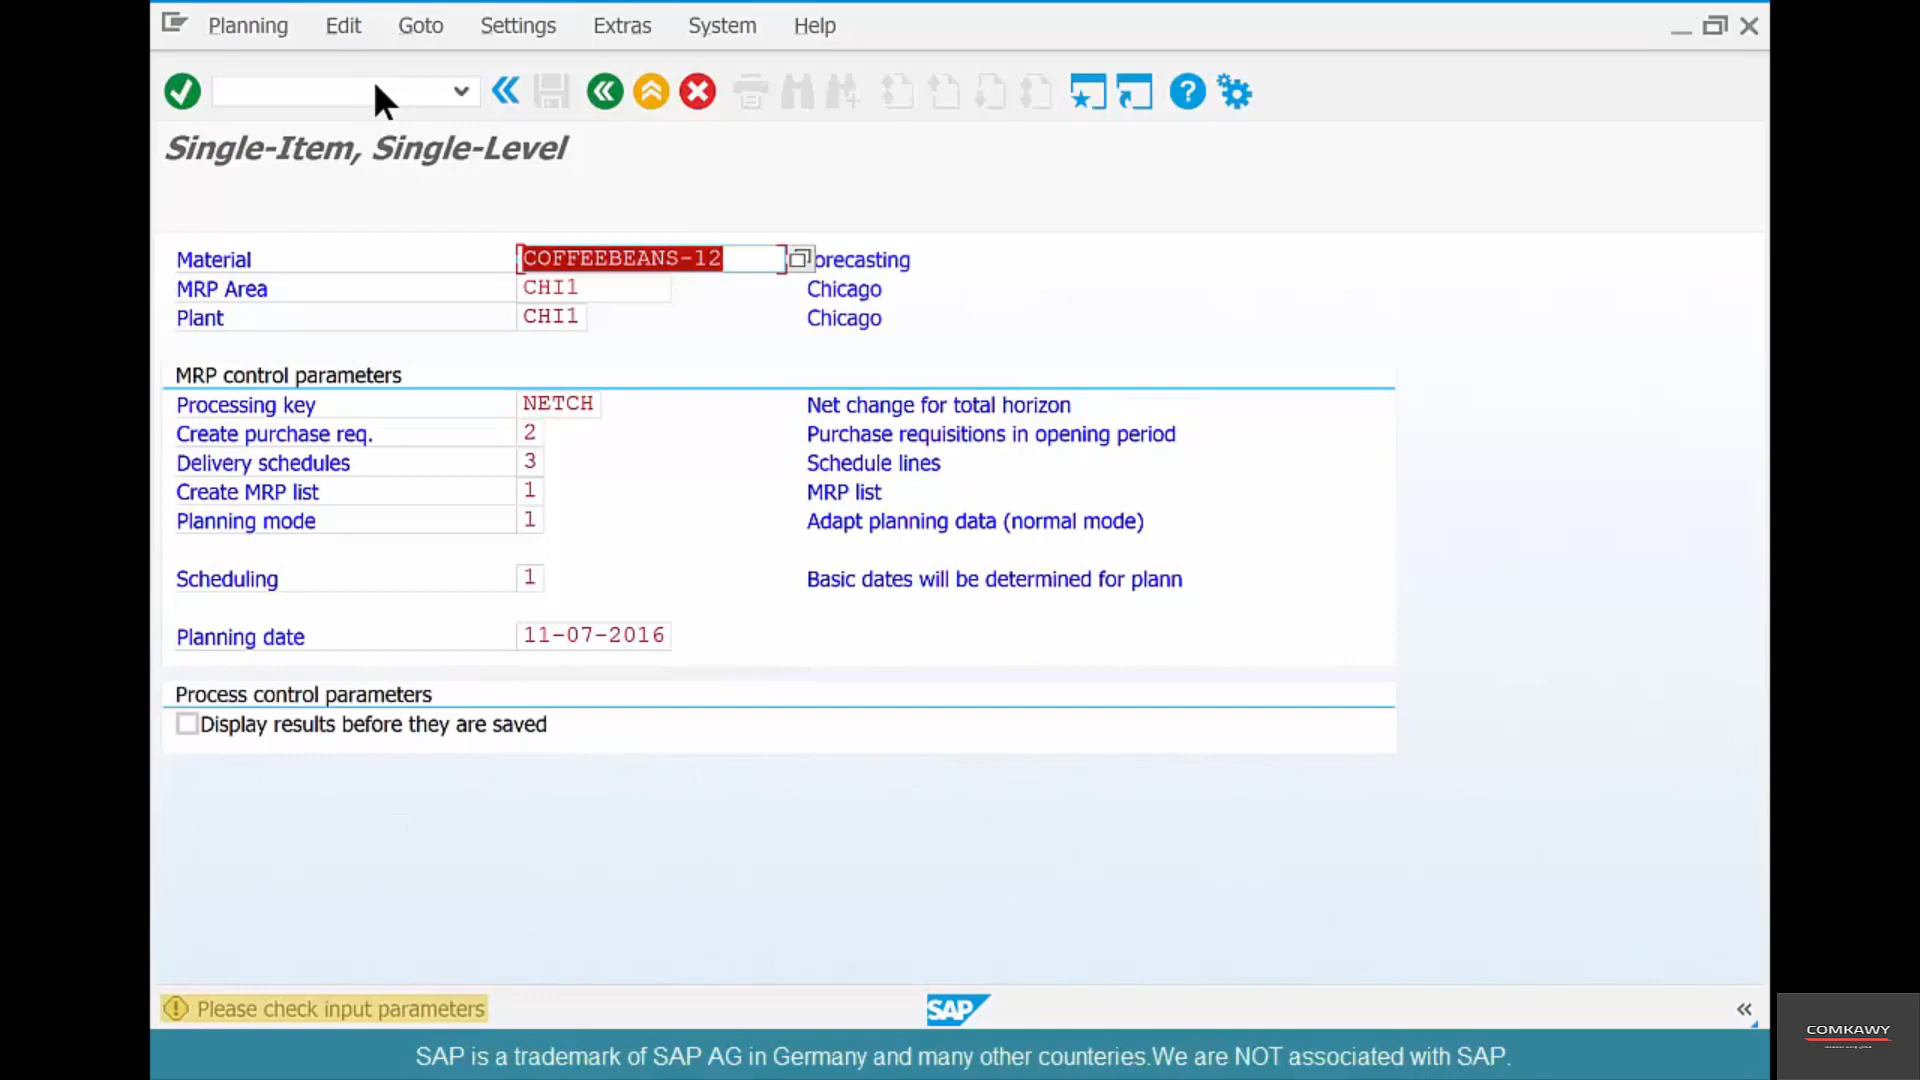 Planning Edit Goto Settings Extras System Help
Single-Item, Single-Level
Material COFFEEBEANS-12 orecasting
MRP Area CHI1 Chicago
Plant CHI1 Chicago
MRP control parameters
Processing key NETCH Net change for total horizon
Create purchase req. 2 Purchase requisitions in opening period
Delivery schedules 3 Schedule lines
Create MRP list 1 MRP list
Planning mode 1 Adapt planning data (normal mode)
Scheduling 1 Basic dates will be determined for plann
Planning date 11-07-2016
Process control parameters
Display results before they are saved
Please check input parameters
SAP
SAP is a trademark of SAP AG in Germany and many other counteries.We are NOT associated with SAP.
COMKAWY